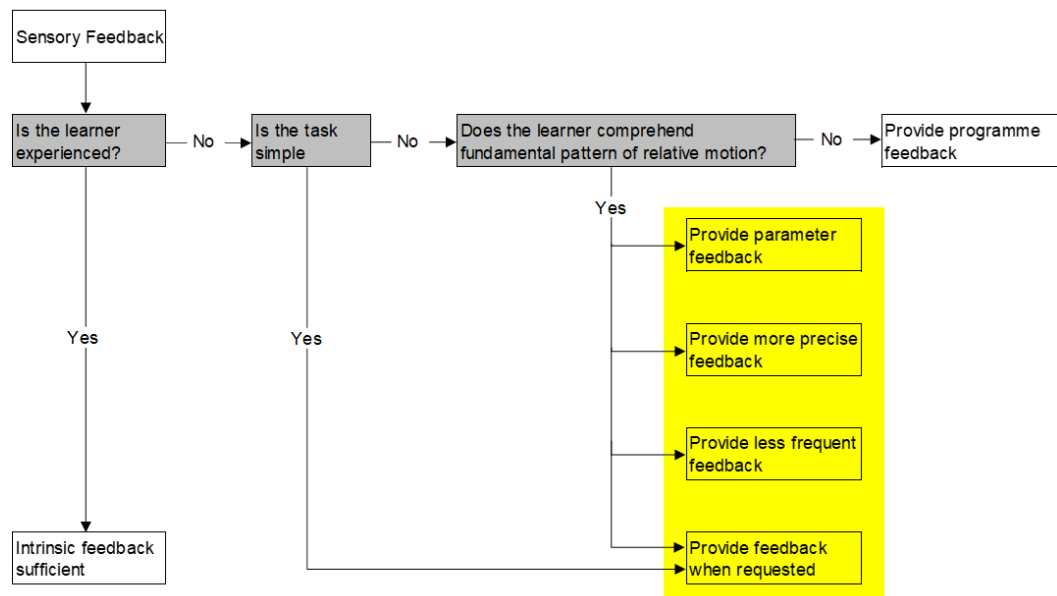 Sensory Feedback
Is the learner
experienced?
No
Is the task
simple
No
Does the learner comprehend
fundamental pattern of relative motion?
No
Provide programme
feedback
Yes
Provide parameter
feedback
Yes
Yes
Provide more precise
feedback
Provide less frequent
feedback
Intrinsic feedback
sufficient
Provide feedback
when requested